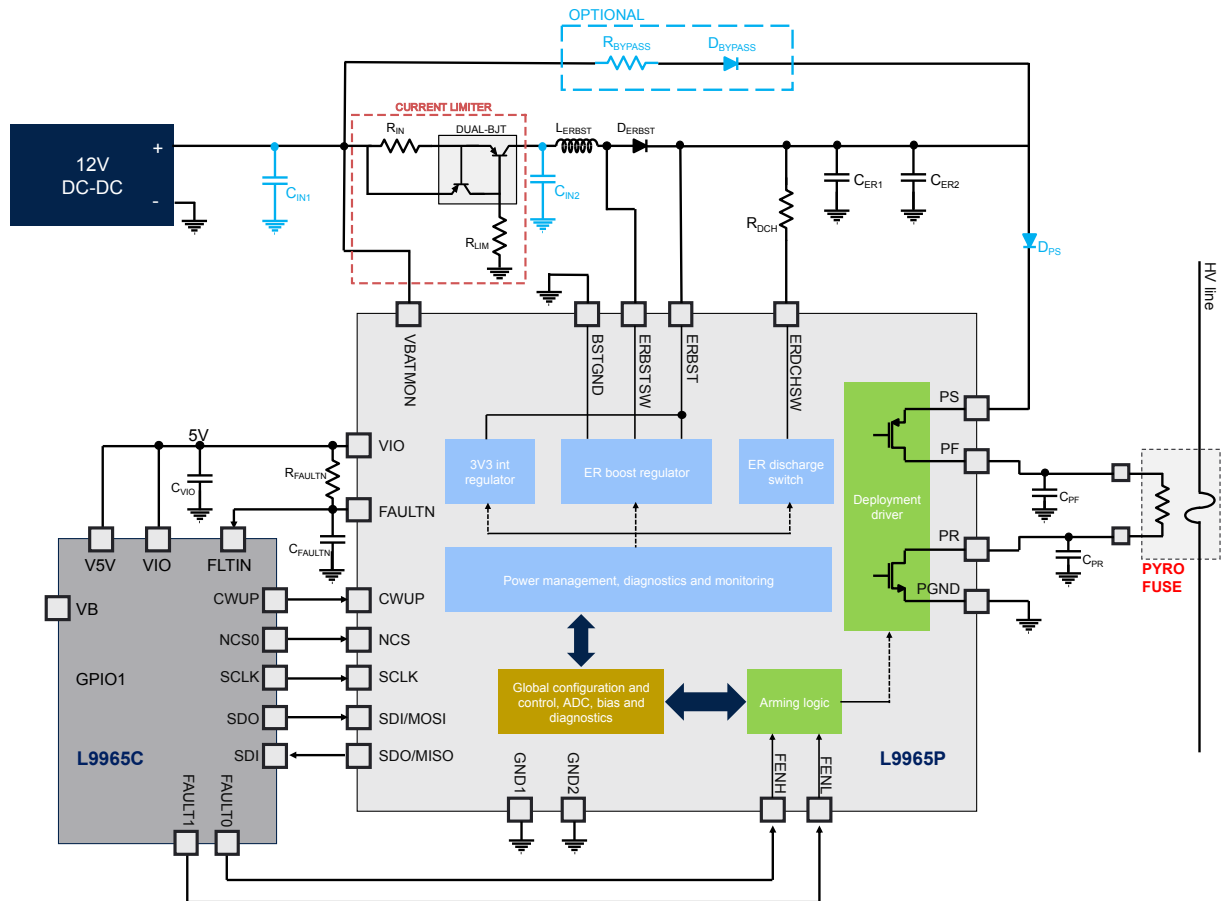 OPTIONAL
RBYPASS
DBYPASS
CURRENT LIMITER
RIN
DUAL-BJT
LERBST
DERBST
12V
DC-DC
+
-
CIN1
CIN2
RLIM
RDCH
CER1
CER2
DPS
HV line
VBATMON
BSTGND
ERBSTSW
ERBST
ERDCHSW
5V
VIO
RFAULTN
CVIO
FAULTN
CFAULTN
3V3 int
regulator
ER boost regulator
ER discharge
switch
Deployment
driver
PS
PF
PR
PGND
CPF
CPR
PYRO
FUSE
Power management, diagnostics and monitoring
Global configuration and
control, ADC, bias and
diagnostics
Arming logic
V5V
VIO
FLTIN
VB
GPIO1
CWUP
NCS0
SCLK
SDO
SDI
CWUP
NCS
SCLK
SDI/MOSI
SDO/MISO
L9965C
L9965P
FAULT1
FAULT0
GND1
GND2
FENH
FENL